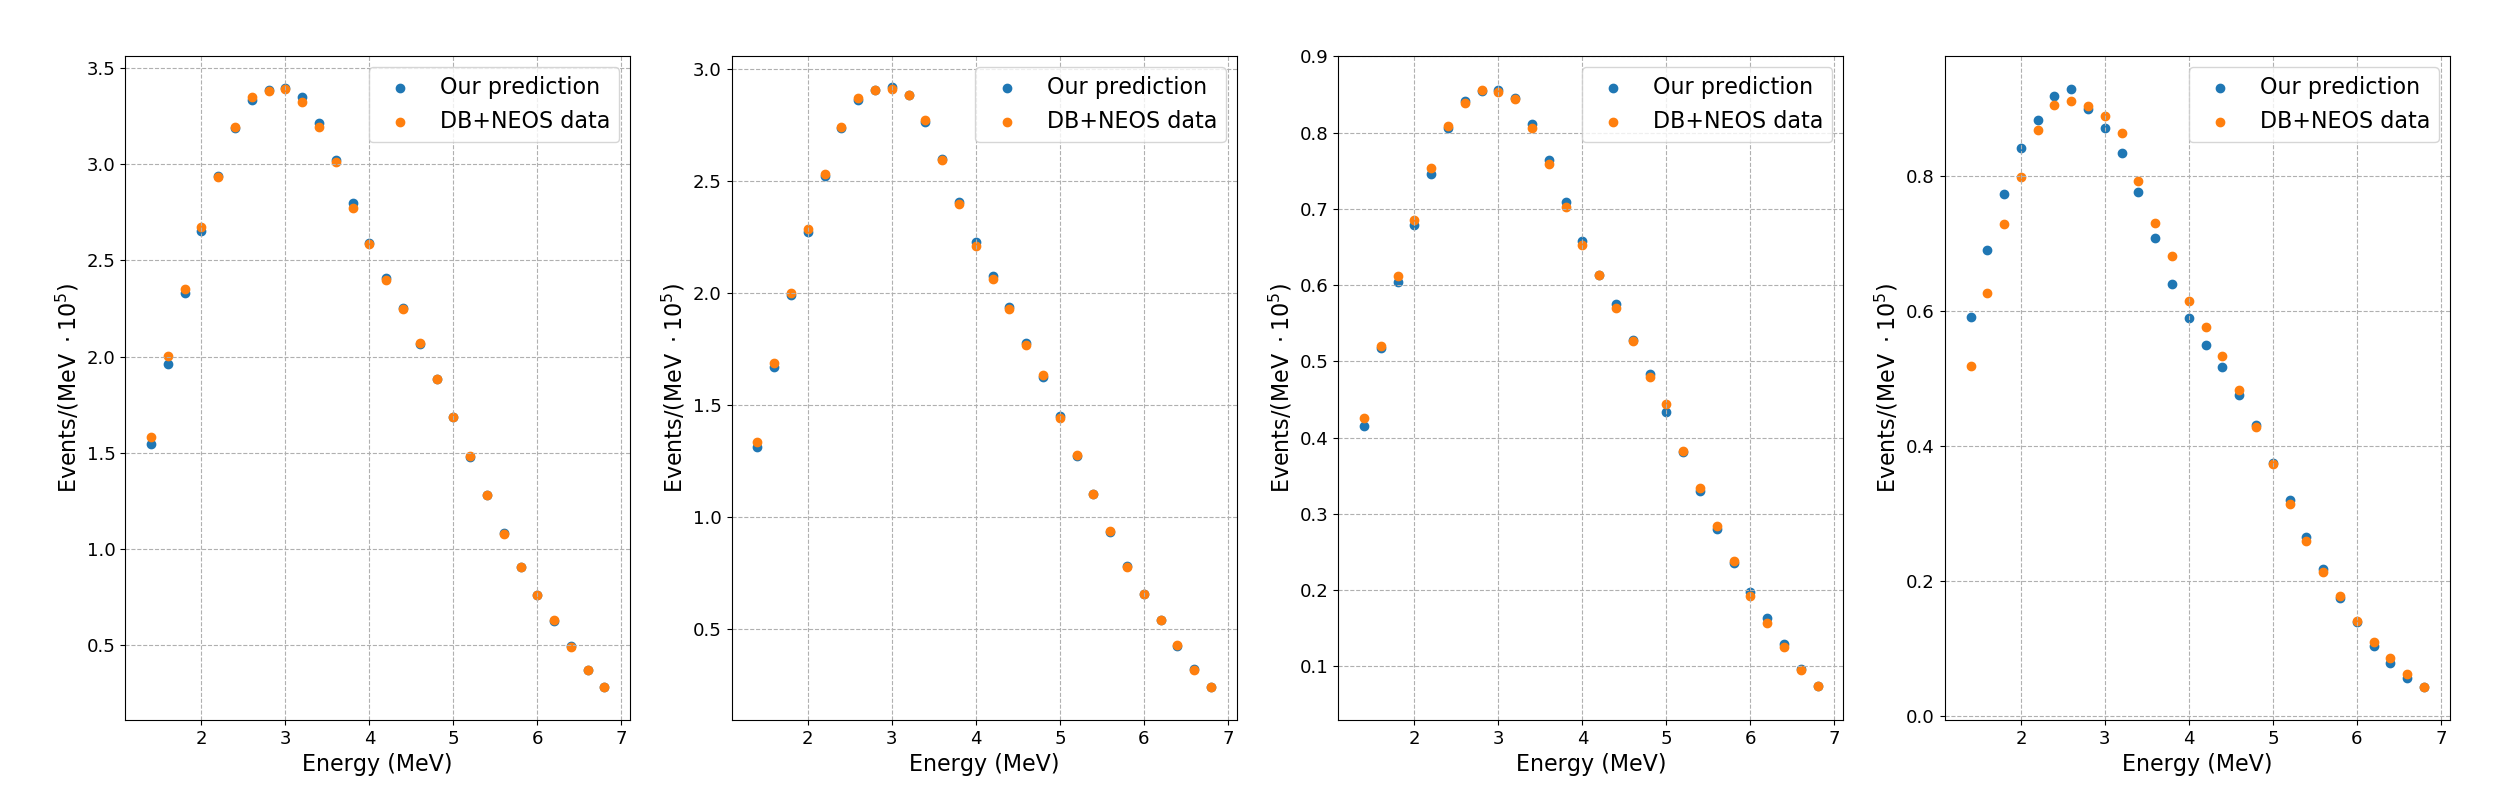 3.5
3.0
2.5
2.0
1.5
1.0
0.5
2 3 4 5 6 7
Energy (MeV)
Events/(MeV · 10⁵)
Our prediction
DB+NEOS data
3.0
2.5
2.0
1.5
1.0
0.5
2 3 4 5 6 7
Energy (MeV)
Events/(MeV · 10⁵)
Our prediction
DB+NEOS data
0.9
0.8
0.7
0.6
0.5
0.4
0.3
0.2
0.1
2 3 4 5 6 7
Energy (MeV)
Events/(MeV · 10⁵)
Our prediction
DB+NEOS data
0.8
0.6
0.4
0.2
0.0
2 3 4 5 6 7
Energy (MeV)
Events/(MeV · 10⁵)
Our prediction
DB+NEOS data